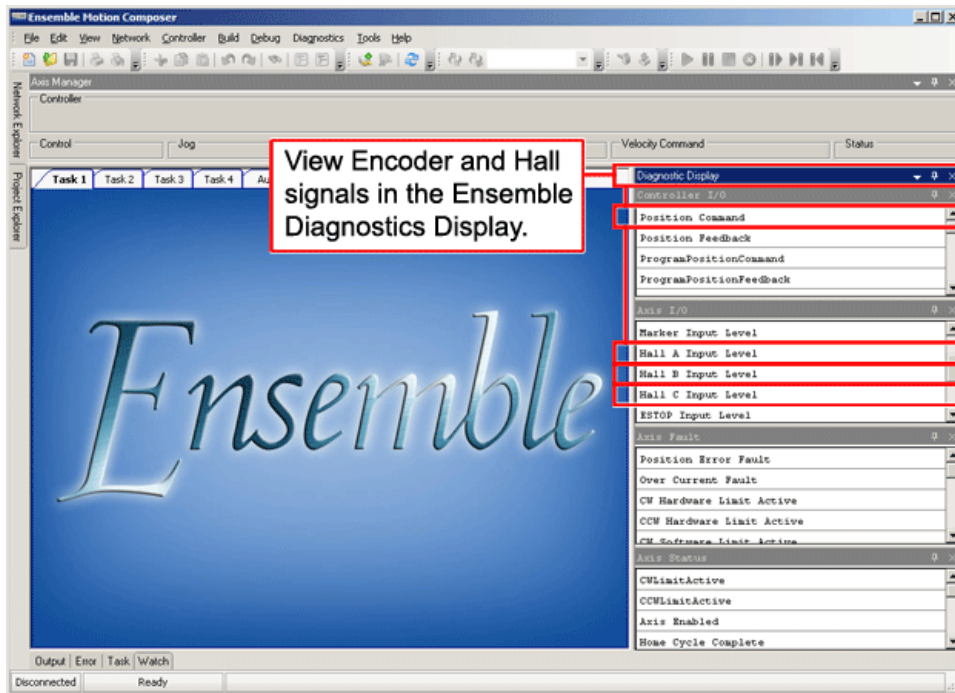 Ensemble Motion Composer
File Edit View Network Controller Build Debug Diagnostics Tools Help
Axis Manager
Controller
Control Jog Velocity Command Status
Network Explorer
Project Explorer
Task 1 Task 2 Task 3 Task 4 Au
View Encoder and Hall
signals in the Ensemble
Diagnostics Display.
Ensemble
Diagnostic Display
Controller I/O
Position Command
Position Feedback
ProgramPositionCommand
ProgramPositionFeedback
Axis I/O
Marker Input Level
Hall A Input Level
Hall B Input Level
Hall C Input Level
ESTOP Input Level
Axis Fault
Position Error Fault
Over Current Fault
CW Hardware Limit Active
CCW Hardware Limit Active
CW Software Limit Active
Axis Status
CWLimitActive
CCWLimitActive
Axis Enabled
Home Cycle Complete
Output Error Task Watch
Disconnected Ready